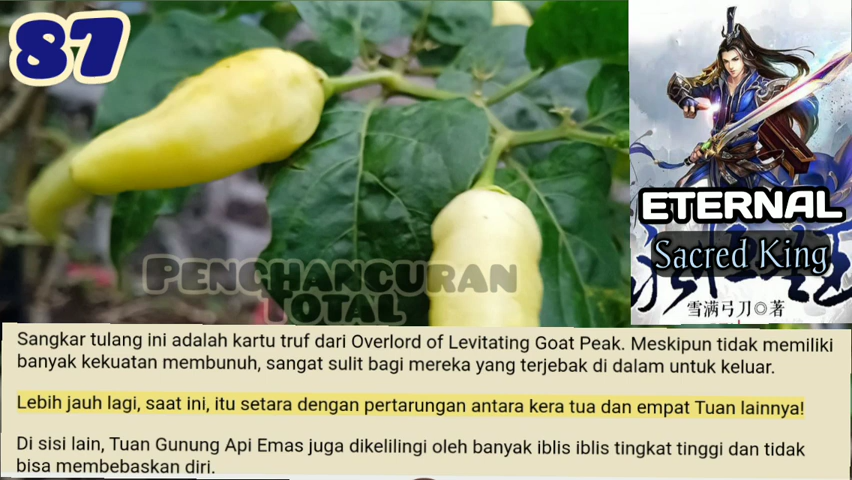 87
PENGHANCURAN
TOTAL
ETERNAL
Sacred King
雪满弓刀◎著
Sangkar tulang ini adalah kartu truf dari Overlord of Levitating Goat Peak. Meskipun tidak memiliki
banyak kekuatan membunuh, sangat sulit bagi mereka yang terjebak di dalam untuk keluar.
Lebih jauh lagi, saat ini, itu setara dengan pertarungan antara kera tua dan empat Tuan lainnya!
Di sisi lain, Tuan Gunung Api Emas juga dikelilingi oleh banyak iblis iblis tingkat tinggi dan tidak
bisa membebaskan diri.